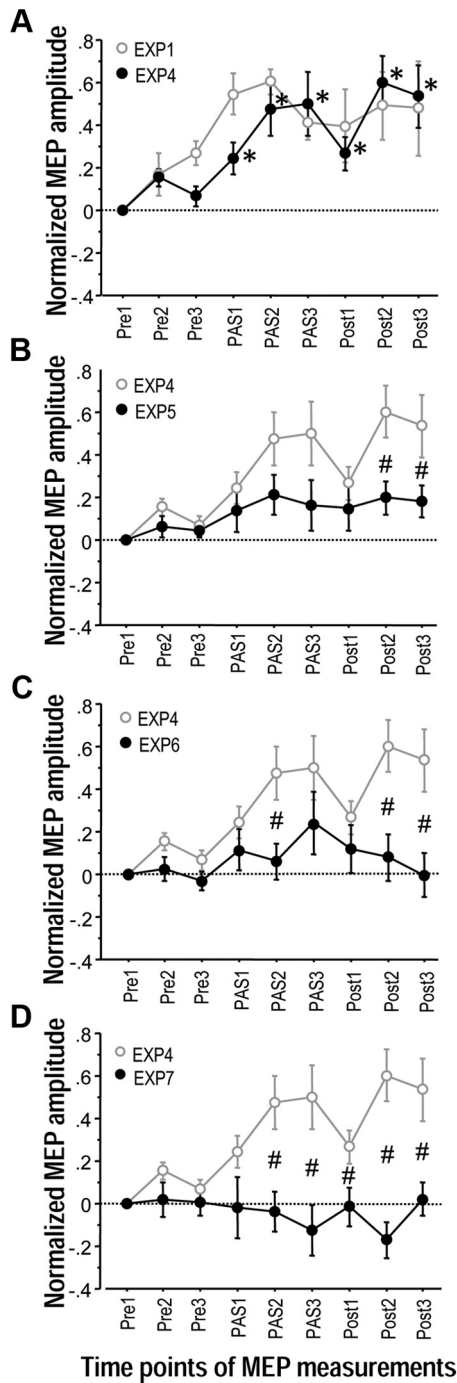 A
Normalized MEP amplitude
.8
.6
.4
.2
0
-.2
-.4
EXP1
EXP4
*
*
*
*
*
*
Pre1 Pre2 Pre3 PAS1 PAS2 PAS3 Post1 Post2 Post3
B
Normalized MEP amplitude
.8
.6
.4
.2
0
-.2
-.4
EXP4
EXP5
# #
Pre1 Pre2 Pre3 PAS1 PAS2 PAS3 Post1 Post2 Post3
C
Normalized MEP amplitude
.8
.6
.4
.2
0
-.2
-.4
EXP4
EXP6
# # #
Pre1 Pre2 Pre3 PAS1 PAS2 PAS3 Post1 Post2 Post3
D
Normalized MEP amplitude
.8
.6
.4
.2
0
-.2
-.4
EXP4
EXP7
# # # # #
Pre1 Pre2 Pre3 PAS1 PAS2 PAS3 Post1 Post2 Post3
Time points of MEP measurements